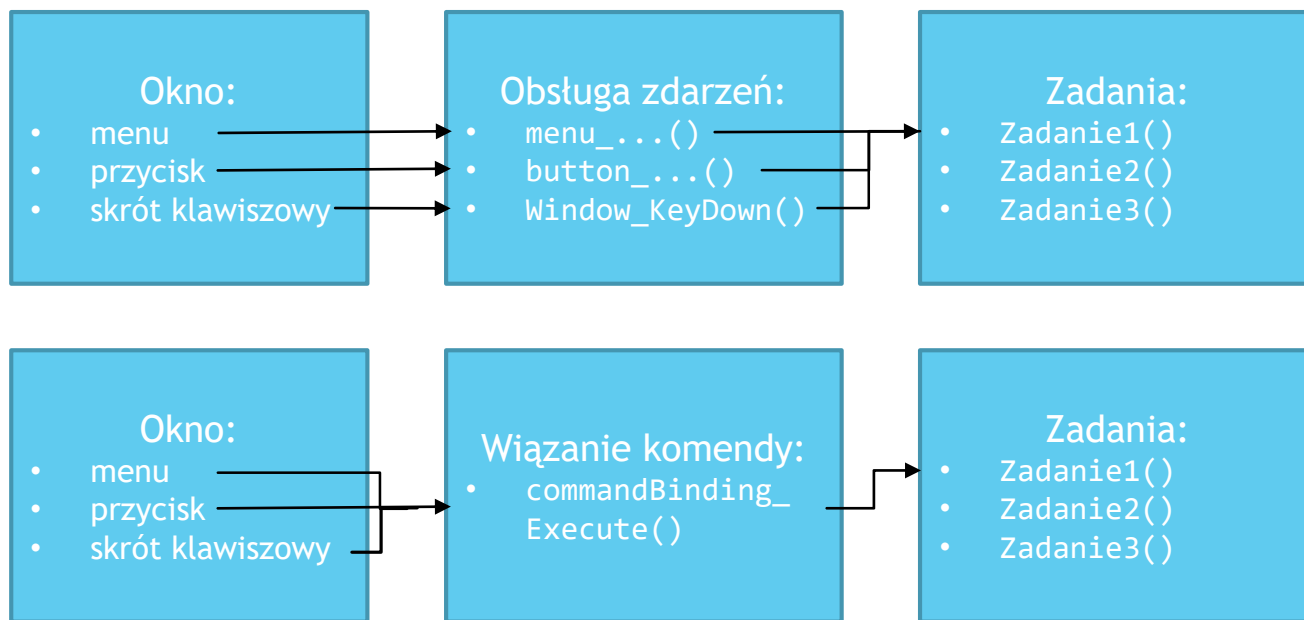 Okno:
• menu
• przycisk
• skrót klawiszowy
Obsługa zdarzeń:
• menu_...()
• button_...()
• Window_KeyDown()
Zadania:
• Zadanie1()
• Zadanie2()
• Zadanie3()
Okno:
• menu
• przycisk
• skrót klawiszowy
Wiązanie komendy:
• commandBinding_
Execute()
Zadania:
• Zadanie1()
• Zadanie2()
• Zadanie3()